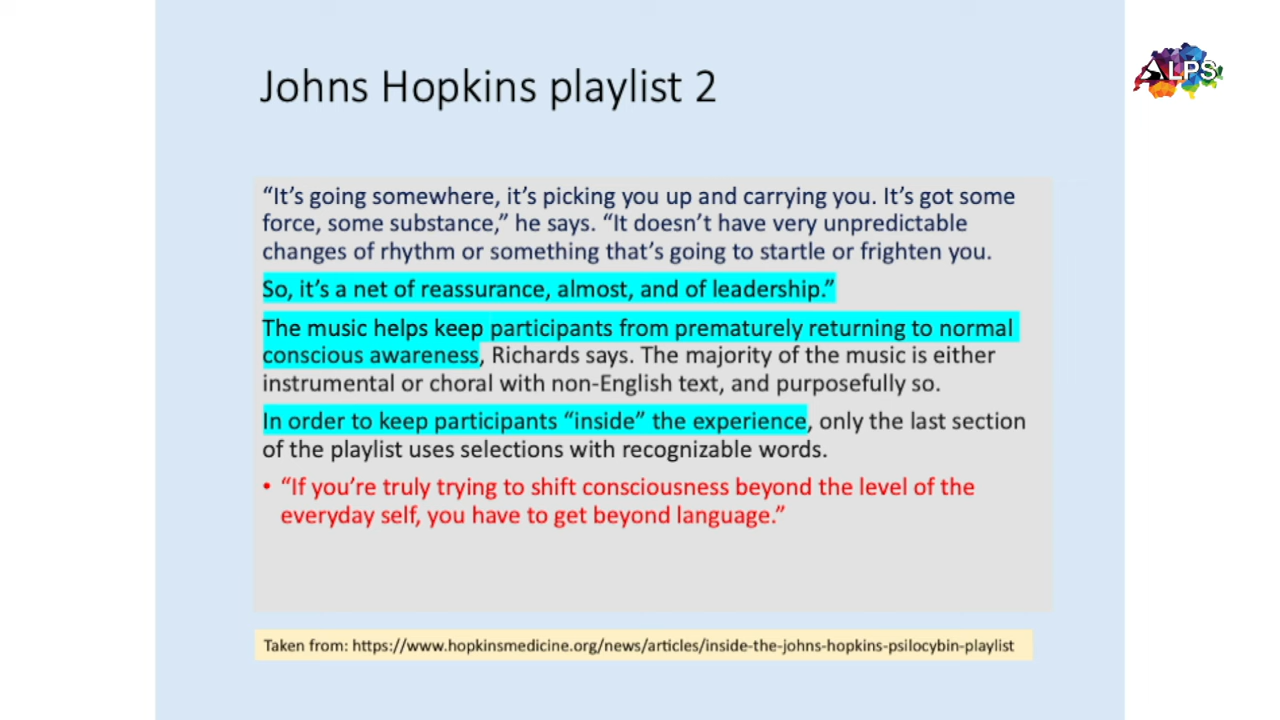 Johns Hopkins playlist 2
ALPS
“It’s going somewhere, it’s picking you up and carrying you. It’s got some
force, some substance,” he says. “It doesn’t have very unpredictable
changes of rhythm or something that’s going to startle or frighten you.
So, it’s a net of reassurance, almost, and of leadership.”
The music helps keep participants from prematurely returning to normal
conscious awareness, Richards says. The majority of the music is either
instrumental or choral with non-English text, and purposefully so.
In order to keep participants “inside” the experience, only the last section
of the playlist uses selections with recognizable words.
• “If you’re truly trying to shift consciousness beyond the level of the
everyday self, you have to get beyond language.”
Taken from: https://www.hopkinsmedicine.org/news/articles/inside-the-johns-hopkins-psilocybin-playlist